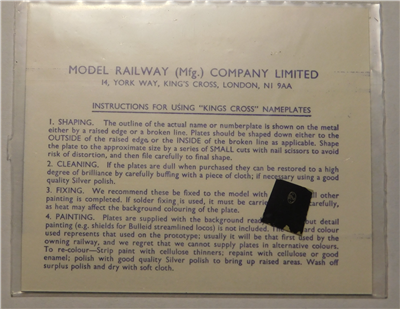 MODEL RAILWAY (Mfg.) COMPANY LIMITED
14, YORK WAY, KING'S CROSS, LONDON, N1 9AA
INSTRUCTIONS FOR USING "KINGS CROSS" NAMEPLATES
1. SHAPING. The outline of the actual name or numberplate is shown on the metal
either by a raised edge or a broken line. Plates should be shaped down either to the
OUTSIDE of the raised edge or the INSIDE of the broken line as applicable. Shape
the plate to the approximate size by a series of SMALL cuts with nail scissors to avoid
risk of distortion, and then file carefully to final shape.
2. CLEANING. If the plates are dull when purchased they can be restored to a high
degree of brilliance by carefully buffing with a piece of cloth; if necessary using a good
quality Silver polish.
3. FIXING. We recommend these be fixed to the model with other
painting is completed. If solder fixing is used, it must be carried
as heat may affect the background colouring of the plate.
4. PAINTING. Plates are supplied with the background ready but detail
painting (e.g. shields for Bulleid streamlined locos) is not included. The colour
used represents that used on the prototype; usually it will be that first used by the
owning railway, and we regret that we cannot supply plates in alternative colours.
To re-colour—Strip paint with cellulose thinners; repaint with cellulose or good
enamel; polish with good quality Silver polish to bring up raised areas. Wash off
surplus polish and dry with soft cloth.